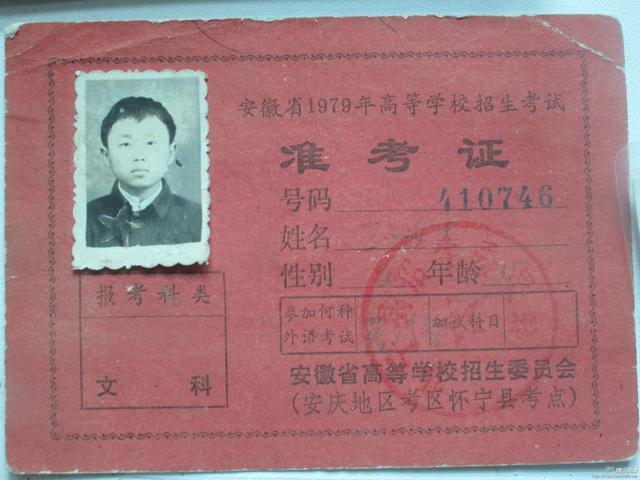 安徽省1979年高等学校招生考试
准考证
号码 410746
姓名
性别 年龄
参加何种外语考试 加试科目
报考科类
文科
安徽省高等学校招生委员会
(安庆地区考区怀宁县考点)